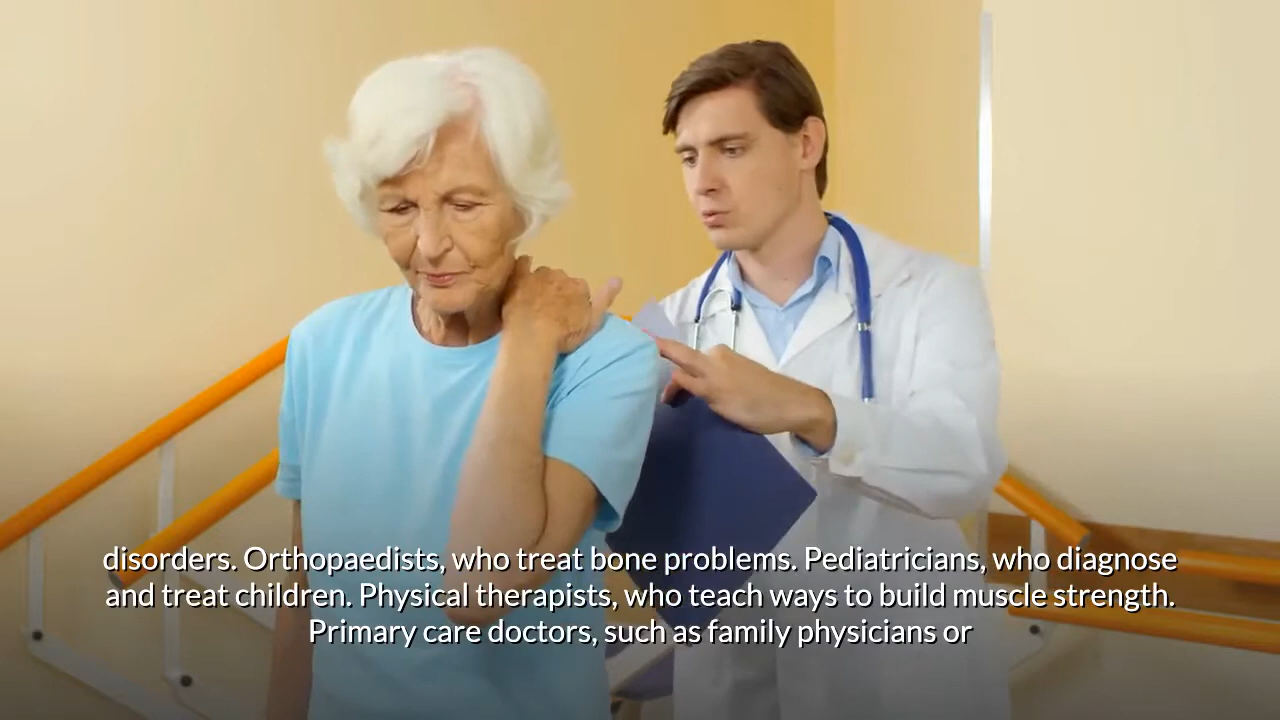 disorders. Orthopaedists, who treat bone problems. Pediatricians, who diagnose
and treat children. Physical therapists, who teach ways to build muscle strength.
Primary care doctors, such as family physicians or